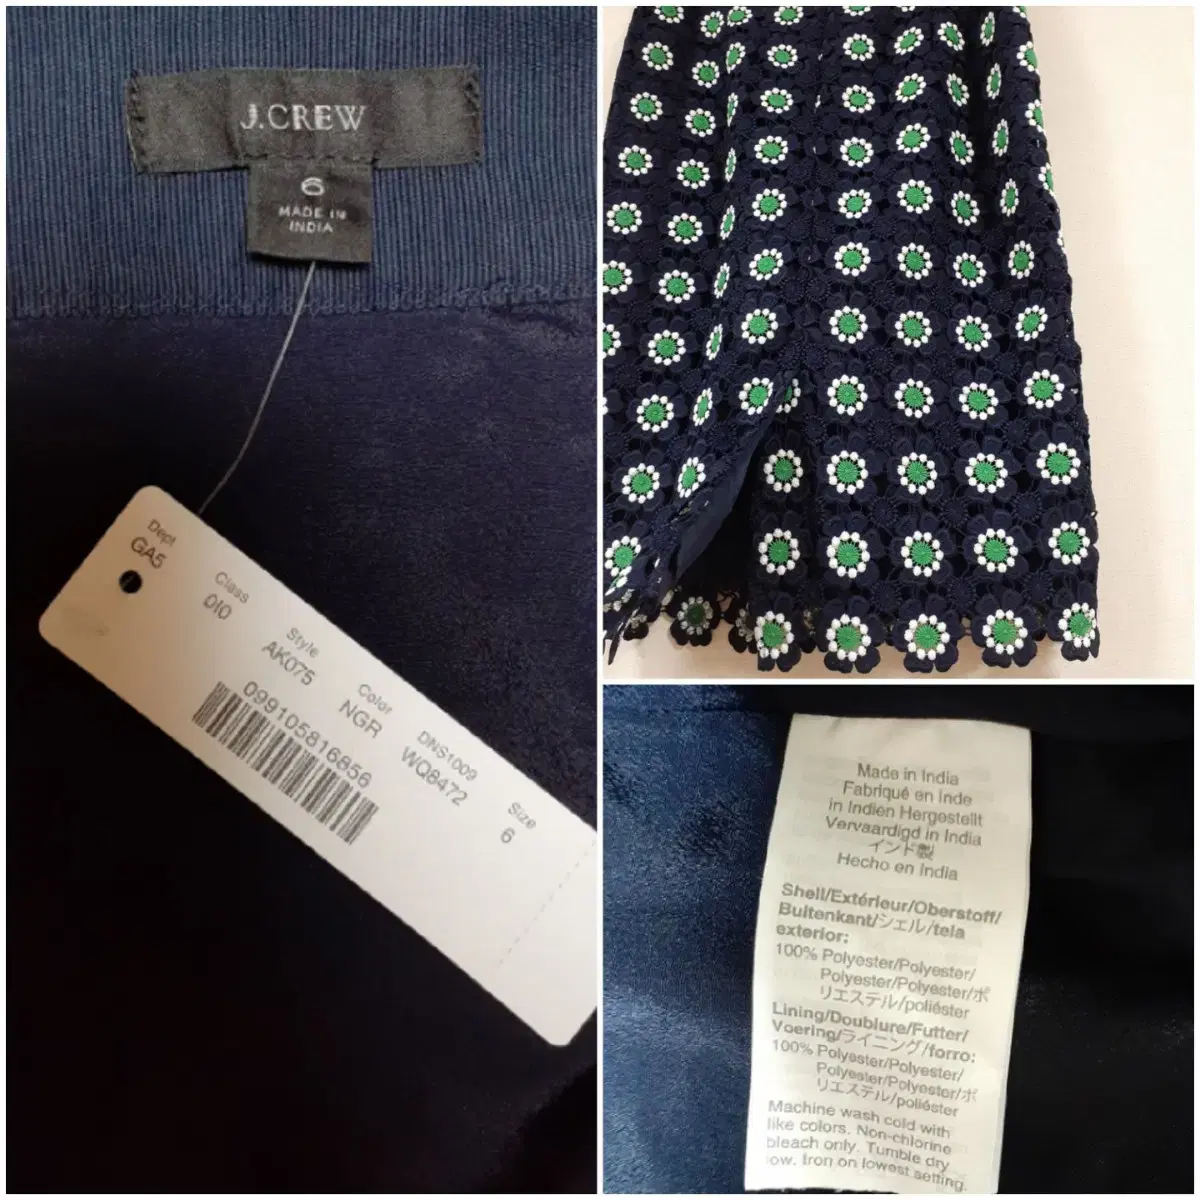 J.CREW
6
MADE IN
INDIA
Dept Class Style Color DNS1009 Size
GA5 010 AK075 NGR WQ8472 6
099105816856
Made in India
Fabriqué en Inde
in Indien Hergestellt
Vervaardigd in India
インド製
Hecho en India
Shell/Extérieur/Oberstoff/
Buitenkant/シェル/tela
exterior:
100% Polyester/Polyester/
Polyester/Polyester/ポ
リエステル/poliéster
Lining/Doublure/Futter/
Voering/ライニング/forro:
100% Polyester/Polyester/
Polyester/Polyester/ポ
リエステル/poliéster
Machine wash cold with
like colors. Non-chlorine
bleach only. Tumble dry
low. Iron on lowest setting.